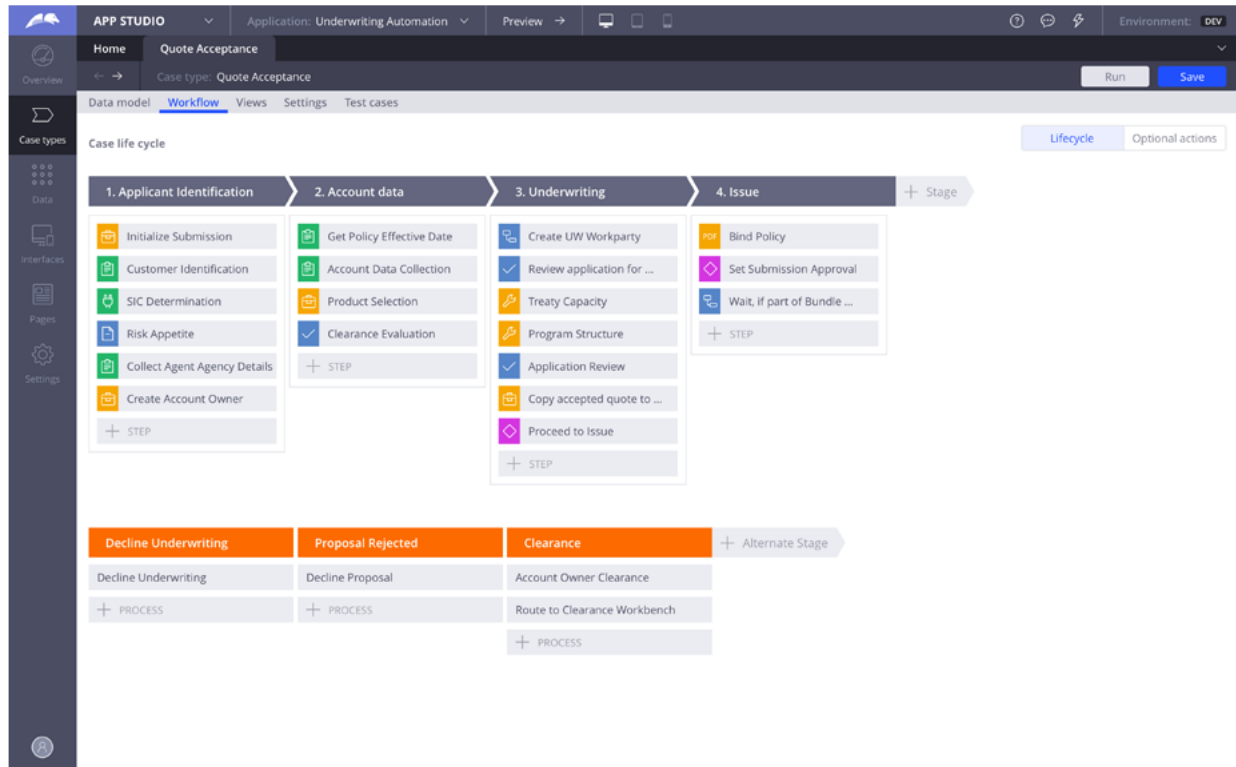 APP STUDIO Application: Underwriting Automation Preview → Environment: DEV
Home Quote Acceptance
← → Case type: Quote Acceptance Run Save
Overview
Data model Workflow Views Settings Test cases
Case types
Case life cycle Lifecycle Optional actions
Data
Interfaces
Pages
Settings
1. Applicant Identification
Initialize Submission
Customer Identification
SIC Determination
Risk Appetite
Collect Agent Agency Details
Create Account Owner
+ STEP
2. Account data
Get Policy Effective Date
Account Data Collection
Product Selection
Clearance Evaluation
+ STEP
3. Underwriting
Create UW Workparty
Review application for ...
Treaty Capacity
Program Structure
Application Review
Copy accepted quote to ...
Proceed to Issue
+ STEP
4. Issue
PDF Bind Policy
Set Submission Approval
Wait, if part of Bundle ...
+ STEP
+ Stage
Decline Underwriting
Decline Underwriting
+ PROCESS
Proposal Rejected
Decline Proposal
+ PROCESS
Clearance
Account Owner Clearance
Route to Clearance Workbench
+ PROCESS
+ Alternate Stage